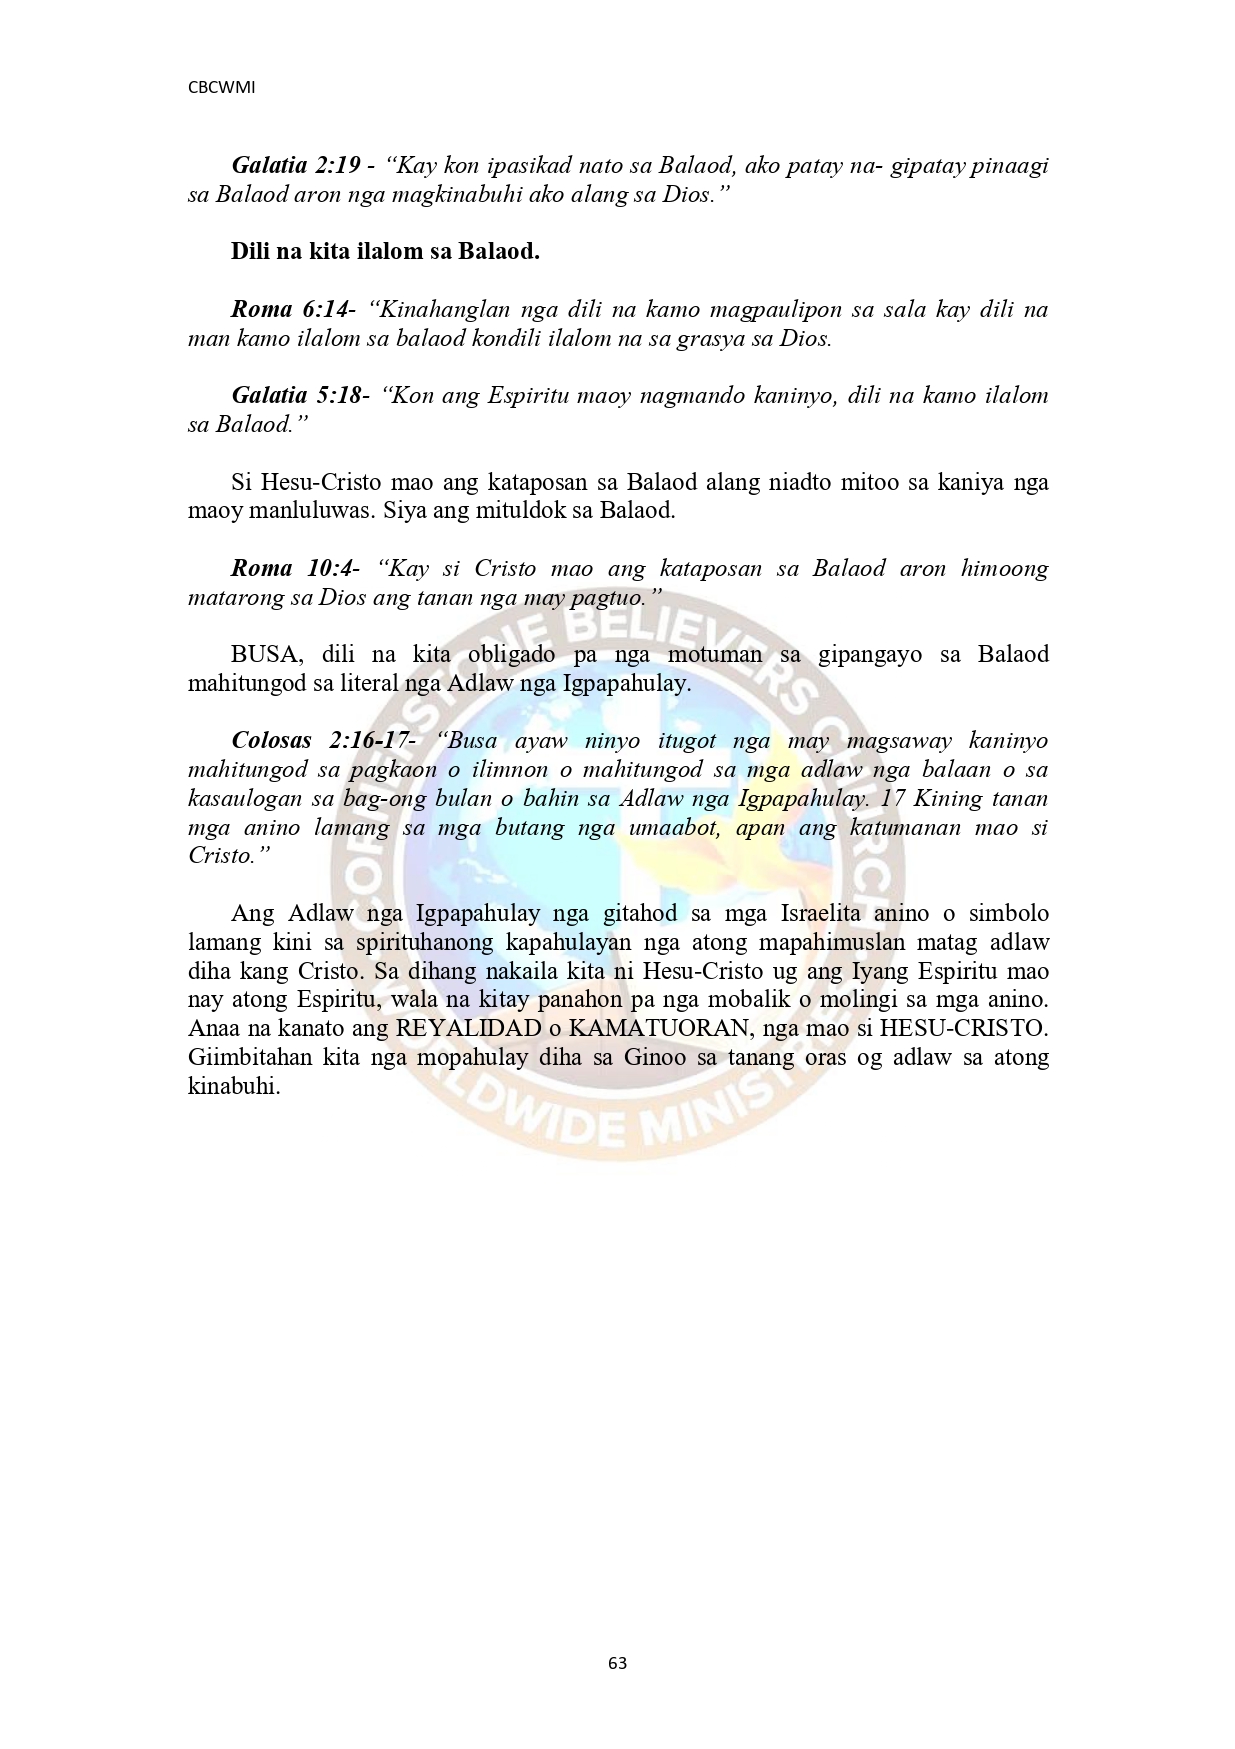 CBCWMI
Galatia 2:19 - “Kay kon ipasikad nato sa Balaod, ako patay na- gipatay pinaagi
sa Balaod aron nga magkinabuhi ako alang sa Dios.”
Dili na kita ilalom sa Balaod.
Roma 6:14- “Kinahanglan nga dili na kamo magpaulipon sa sala kay dili na
man kamo ilalom sa balaod kondili ilalom na sa grasya sa Dios.
Galatia 5:18- “Kon ang Espiritu maoy nagmando kaninyo, dili na kamo ilalom
sa Balaod.”
Si Hesu-Cristo mao ang kataposan sa Balaod alang niadto mitoo sa kaniya nga
maoy manluluwas. Siya ang mituldok sa Balaod.
Roma 10:4- “Kay si Cristo mao ang kataposan sa Balaod aron himoong
matarong sa Dios ang tanan nga may pagtuo.”
BUSA, dili na kita obligado pa nga motuman sa gipangayo sa Balaod
mahitungod sa literal nga Adlaw nga Igpapahulay.
Colosas 2:16-17- “Busa ayaw ninyo itugot nga may magsaway kaninyo
mahitungod sa pagkaon o ilimnon o mahitungod sa mga adlaw nga balaan o sa
kasaulogan sa bag-ong bulan o bahin sa Adlaw nga Igpapahulay. 17 Kining tanan
mga anino lamang sa mga butang nga umaabot, apan ang katumanan mao si
Cristo.”
Ang Adlaw nga Igpapahulay nga gitahod sa mga Israelita anino o simbolo
lamang kini sa spirituhanong kapahulayan nga atong mapahimuslan matag adlaw
diha kang Cristo. Sa dihang nakaila kita ni Hesu-Cristo ug ang Iyang Espiritu mao
nay atong Espiritu, wala na kitay panahon pa nga mobalik o molingi sa mga anino.
Anaa na kanato ang REYALIDAD o KAMATUORAN, nga mao si HESU-CRISTO.
Giimbitahan kita nga mopahulay diha sa Ginoo sa tanang oras og adlaw sa atong
kinabuhi.
CORNERSTONE BELIEVERS CHURCH
WORLDWIDE MINISTRIES
63